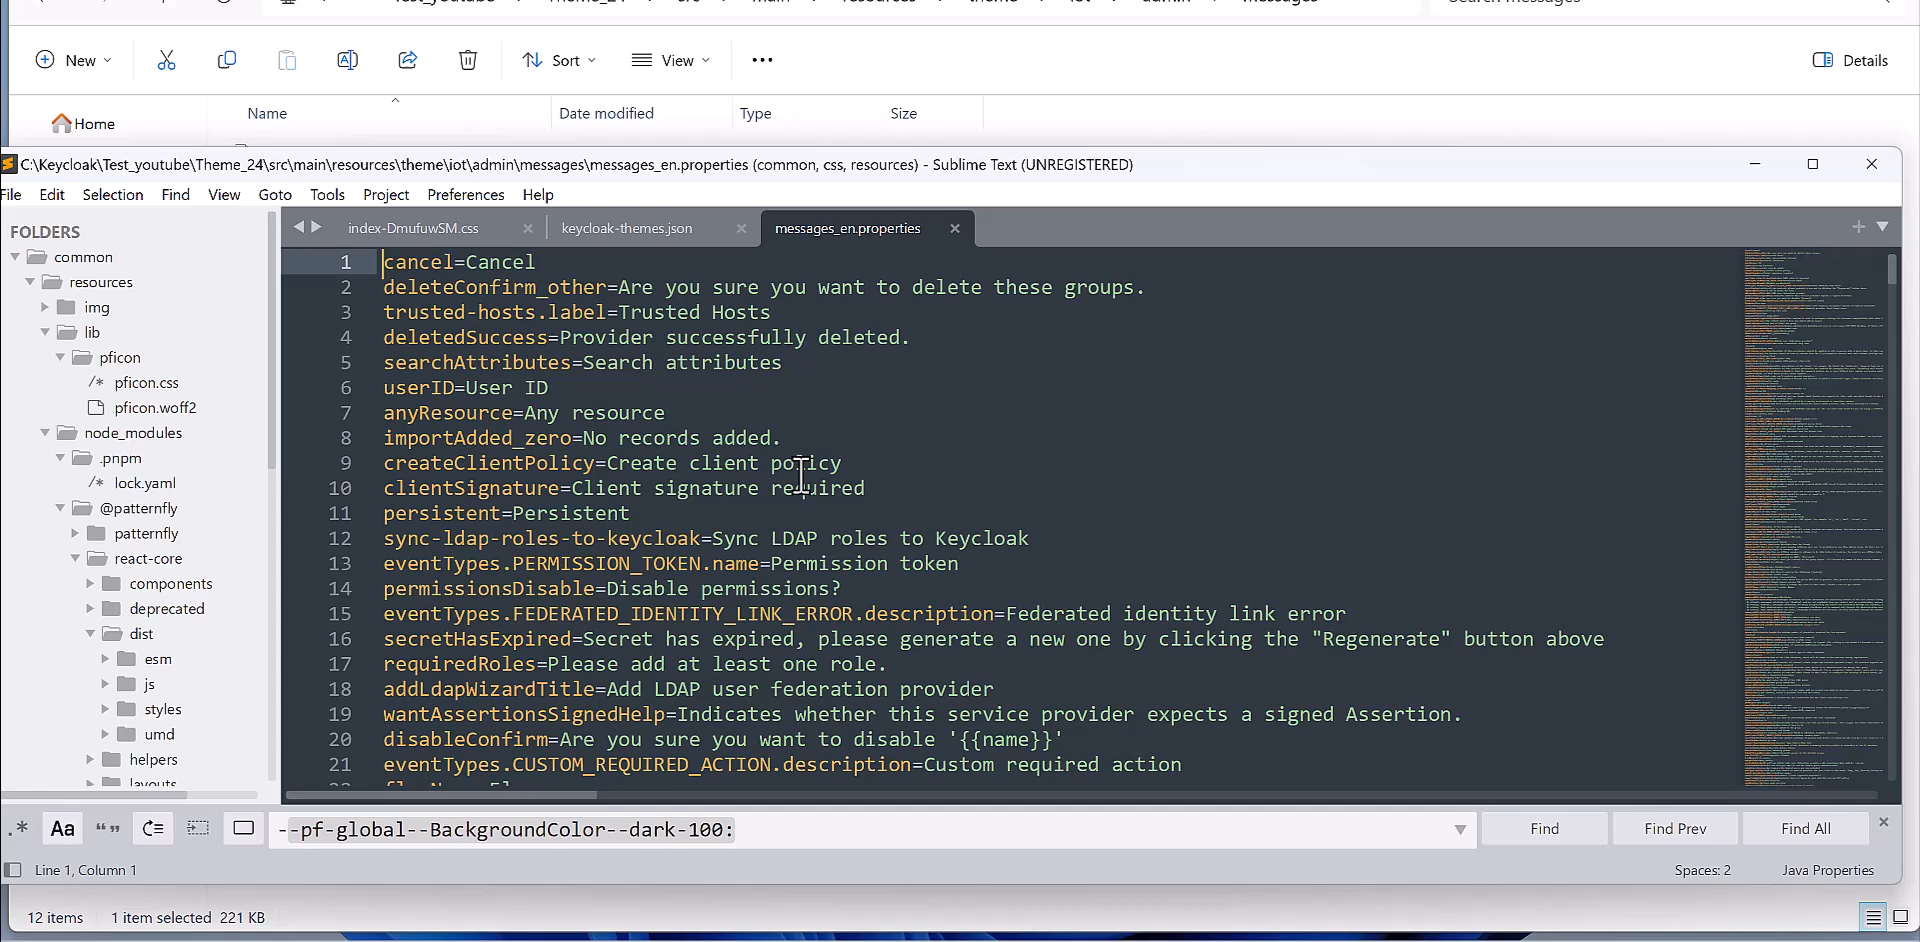 Test_youtube Theme_24 src main resources theme iot admin messages Search messages
New Sort View ••• Details
Name Date modified Type Size
Home
C:\Keycloak\Test_youtube\Theme_24\src\main\resources\theme\iot\admin\messages\messages_en.properties (common, css, resources) - Sublime Text (UNREGISTERED)
File Edit Selection Find View Goto Tools Project Preferences Help
FOLDERS
common
resources
img
lib
pficon
/* pficon.css
pficon.woff2
node_modules
.pnpm
/* lock.yaml
@patternfly
patternfly
react-core
components
deprecated
dist
esm
js
styles
umd
helpers
layouts
index-DmufuwSM.css keycloak-themes.json messages_en.properties
1 cancel=Cancel
2 deleteConfirm_other=Are you sure you want to delete these groups.
3 trusted-hosts.label=Trusted Hosts
4 deletedSuccess=Provider successfully deleted.
5 searchAttributes=Search attributes
6 userID=User ID
7 anyResource=Any resource
8 importAdded_zero=No records added.
9 createClientPolicy=Create client policy
10 clientSignature=Client signature required
11 persistent=Persistent
12 sync-ldap-roles-to-keycloak=Sync LDAP roles to Keycloak
13 eventTypes.PERMISSION_TOKEN.name=Permission token
14 permissionsDisable=Disable permissions?
15 eventTypes.FEDERATED_IDENTITY_LINK_ERROR.description=Federated identity link error
16 secretHasExpired=Secret has expired, please generate a new one by clicking the "Regenerate" button above
17 requiredRoles=Please add at least one role.
18 addLdapWizardTitle=Add LDAP user federation provider
19 wantAssertionsSignedHelp=Indicates whether this service provider expects a signed Assertion.
20 disableConfirm=Are you sure you want to disable '{{name}}'
21 eventTypes.CUSTOM_REQUIRED_ACTION.description=Custom required action
.* Aa “” --pf-global--BackgroundColor--dark-100: Find Find Prev Find All
Line 1, Column 1 Spaces: 2 Java Properties
12 items 1 item selected 221 KB